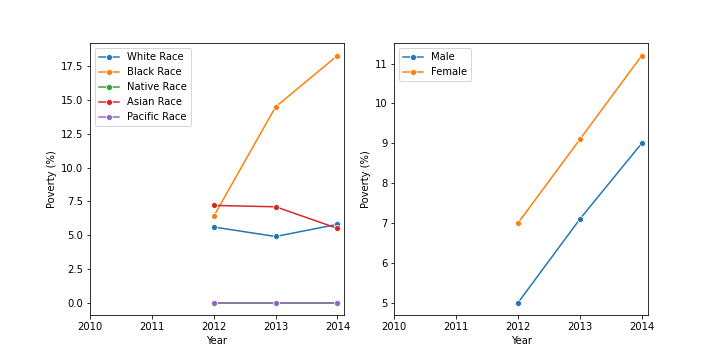 White Race
Black Race
Native Race
Asian Race
Pacific Race
17.5
15.0
12.5
10.0
7.5
5.0
2.5
0.0
Poverty (%)
2010 2011 2012 2013 2014
Year
Male
Female
11
10
9
8
7
6
5
Poverty (%)
2010 2011 2012 2013 2014
Year